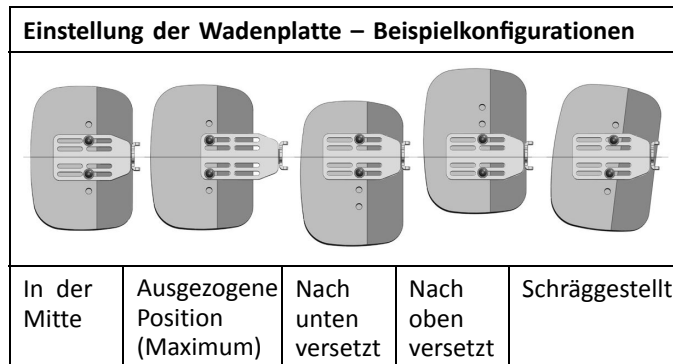 Einstellung der Wadenplatte – Beispielkonfigurationen
In der
Mitte
Ausgezogene
Position
(Maximum)
Nach
unten
versetzt
Nach
oben
versetzt
Schräggestellt